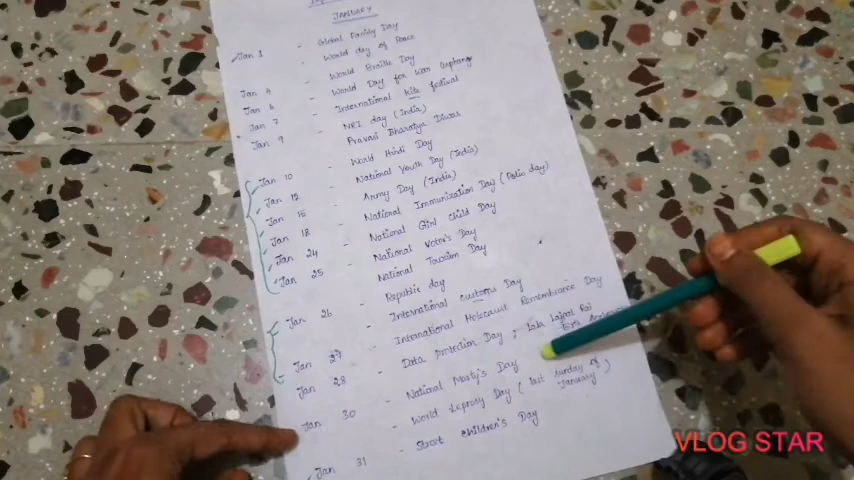 JANUARY
Jan 1 - Global Family Day
- World day of Peace
Jan 4 - World Braille Day
Jan 6 - World Day for War Orphange
Jan 7 - International Kite festival
Jan 9 - NRI day (India)
Pravasi Bharatiya Diwas
Jan 10 - World Hindi Day
Jan 12 - National Youth Day (India)
Jan 15 - Army Day (India)
Jan 18 - National Immunization Day (Polio day)
Jan 24 - National Girl Child Day
Jan 25 - National Voter's Day
- National Tourism Day
Jan 26 - Republic day
- International customs Day
Jan 27 - International Holocaust Remembrance Day
Jan 28 - Data protection Day ; Lala Lajpat Rai
Birth
Jan 30 - National Martyr's Day
- World Leprosy Day (last sunday of
January)
Jan 31 - Street children's Day
VLOG STAR